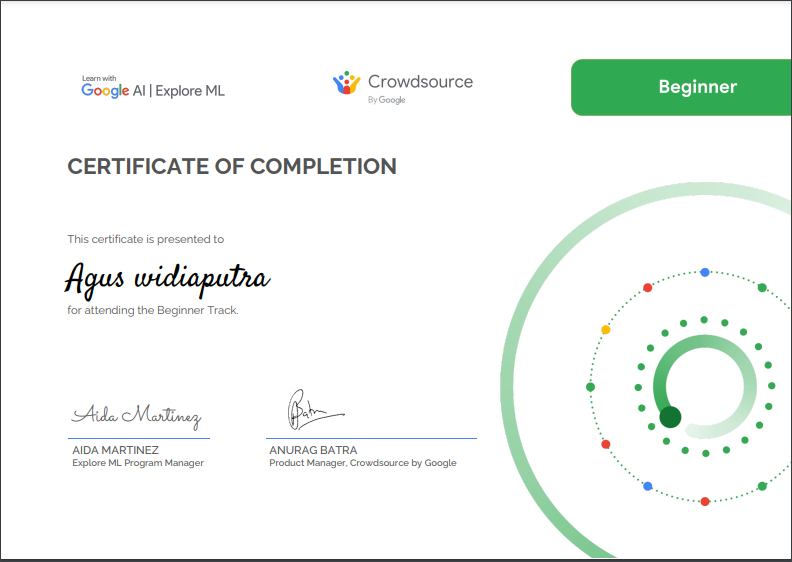 Learn with
Google AI | Explore ML
Crowdsource
By Google
Beginner
CERTIFICATE OF COMPLETION
This certificate is presented to
Agus widiaputra
for attending the Beginner Track.
Aida Martinez
Batra
AIDA MARTINEZ
Explore ML Program Manager
ANURAG BATRA
Product Manager, Crowdsource by Google